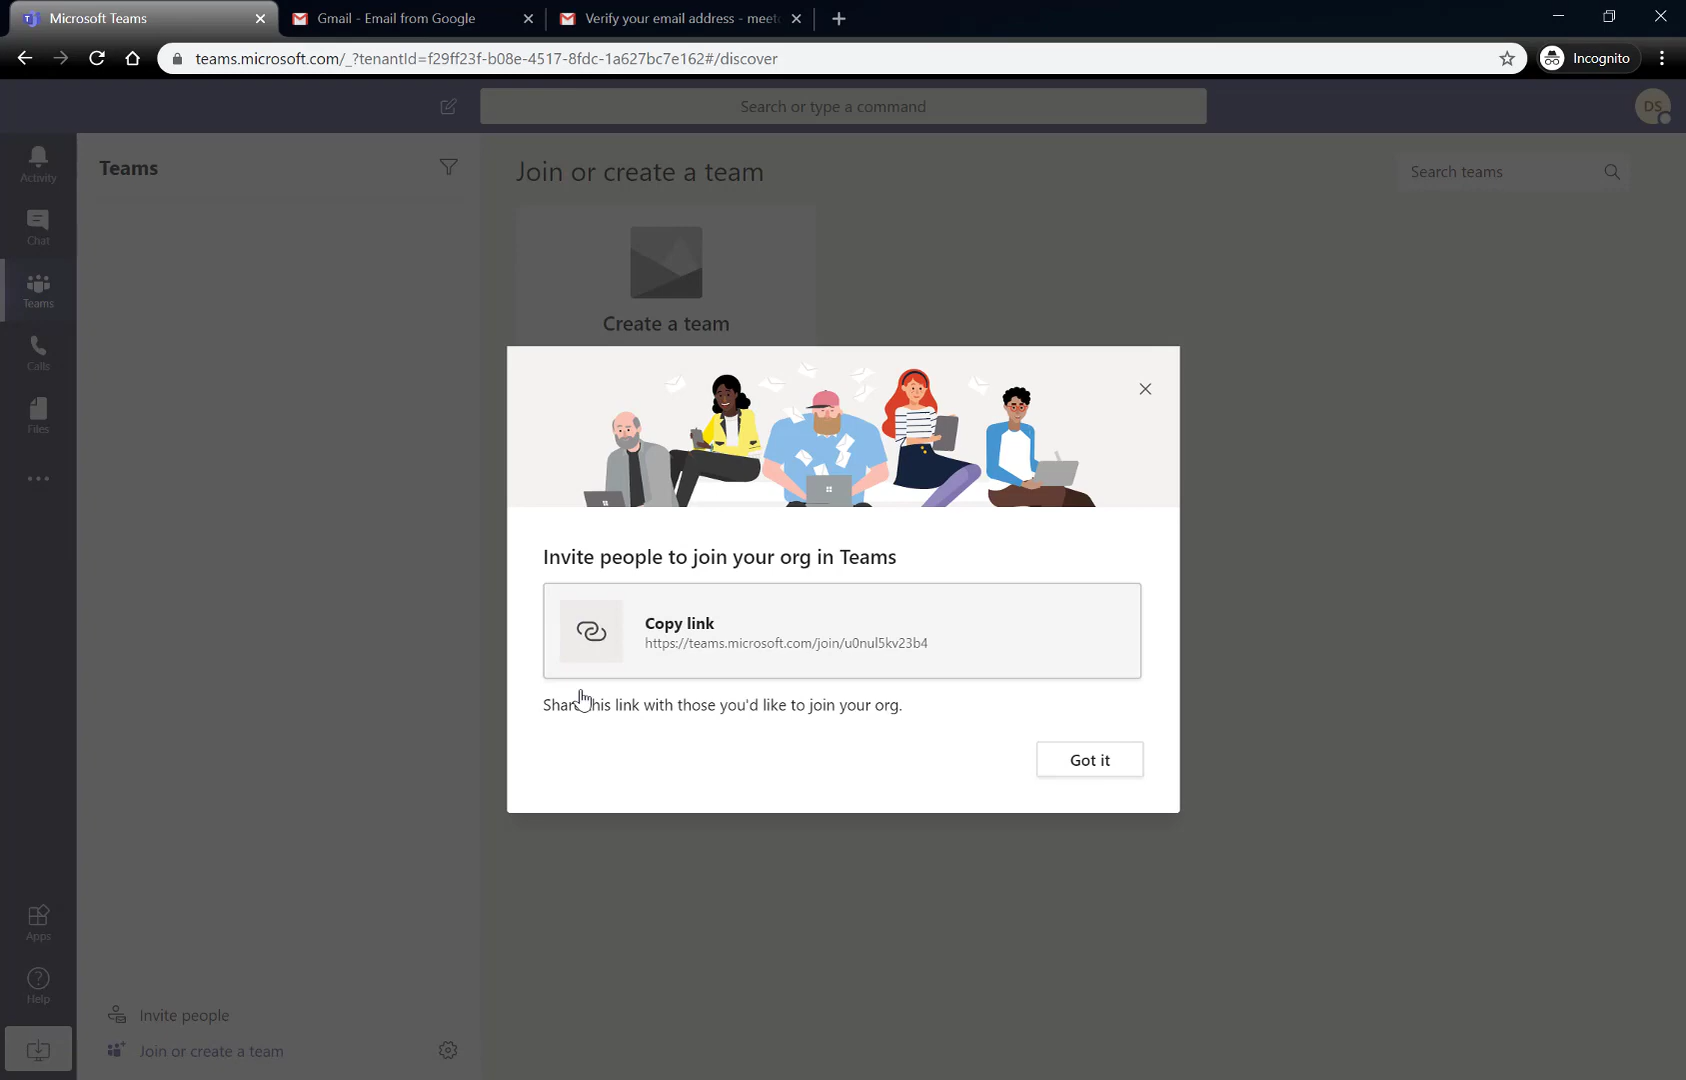 Microsoft Teams
Gmail - Email from Google
Verify your email address - meet
teams.microsoft.com/_?tenantId=f29ff23f-b08e-4517-8fdc-1a627bc7e162#/discover
Incognito
Search or type a command
DS
Activity
Chat
Teams
Calls
Files
Apps
Help
Teams
Join or create a team
Search teams
Create a team
Invite people to join your org in Teams
Copy link
https://teams.microsoft.com/join/u0nul5kv23b4
Share this link with those you'd like to join your org.
Got it
Invite people
Join or create a team